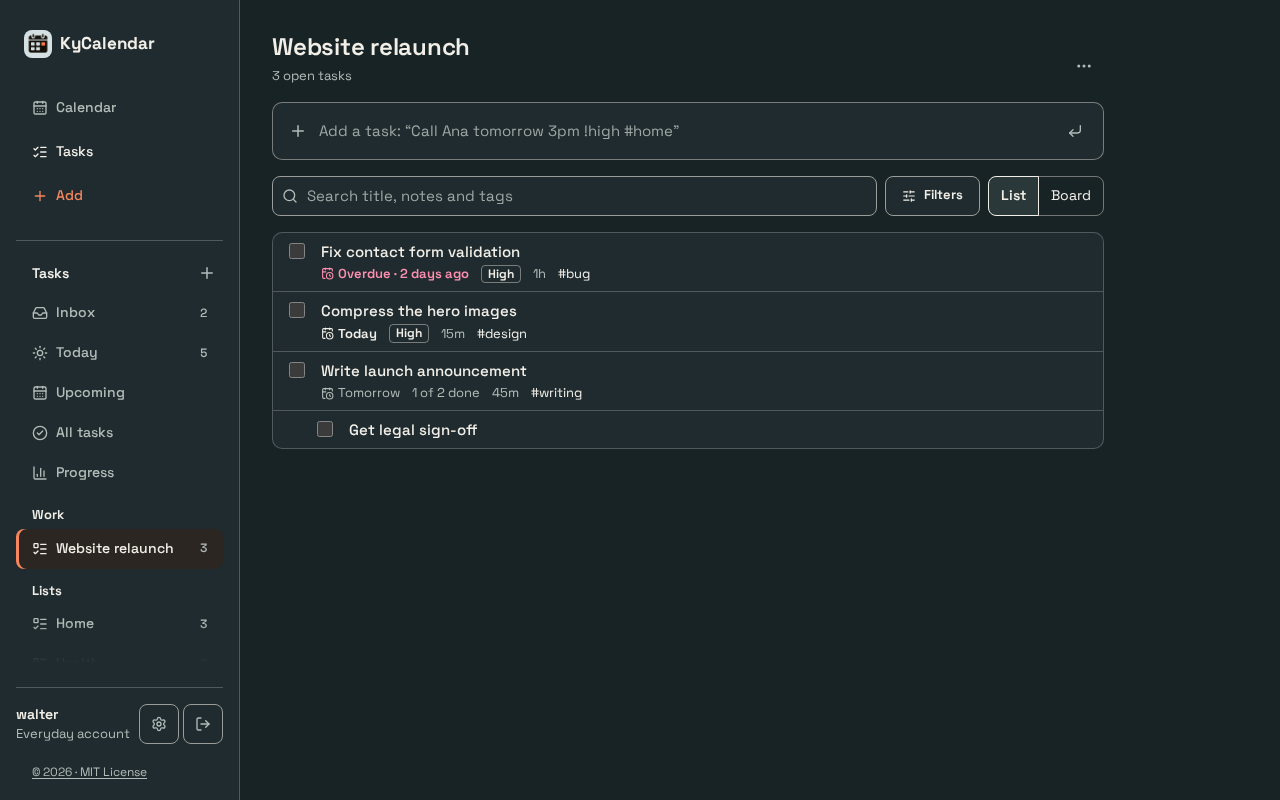 KyCalendar
Calendar
Tasks
Add
Tasks
Inbox 2
Today 5
Upcoming
All tasks
Progress
Work
Website relaunch 3
Lists
Home 3
walter
Everyday account
© 2026 · MIT License
Website relaunch
3 open tasks
Add a task: “Call Ana tomorrow 3pm !high #home”
Search title, notes and tags
Filters
List
Board
Fix contact form validation
Overdue · 2 days ago High 1h #bug
Compress the hero images
Today High 15m #design
Write launch announcement
Tomorrow 1 of 2 done 45m #writing
Get legal sign-off